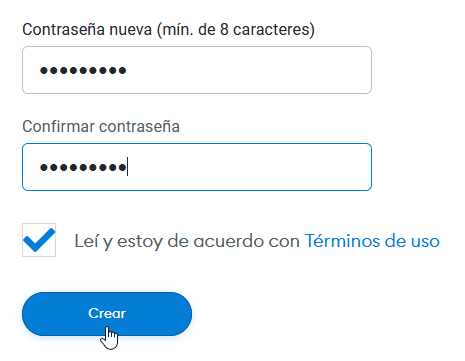 Contraseña nueva (mín. de 8 caracteres)
•••••••••
Confirmar contraseña
•••••••••
Leí y estoy de acuerdo con Términos de uso
Crear